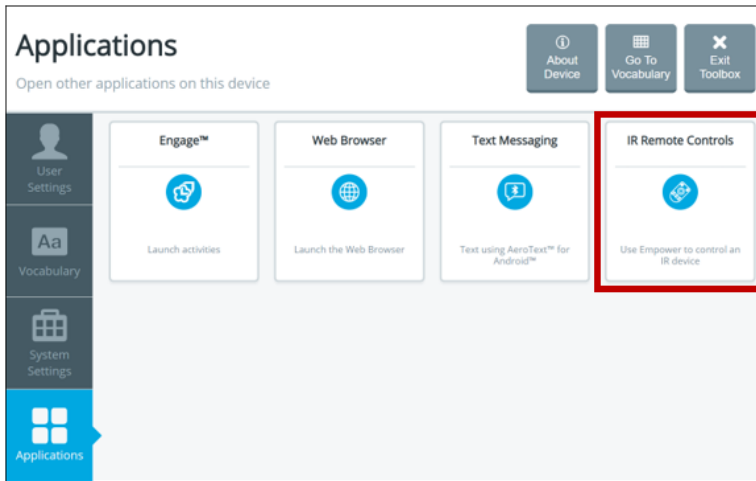 Applications
Open other applications on this device
About
Device
Go To
Vocabulary
Exit
Toolbox
User
Settings
Aa
Vocabulary
System
Settings
Applications
Engage™
Launch activities
Web Browser
Launch the Web Browser
Text Messaging
Text using AeroText™ for
Android™
IR Remote Controls
Use Empower to control an
IR device